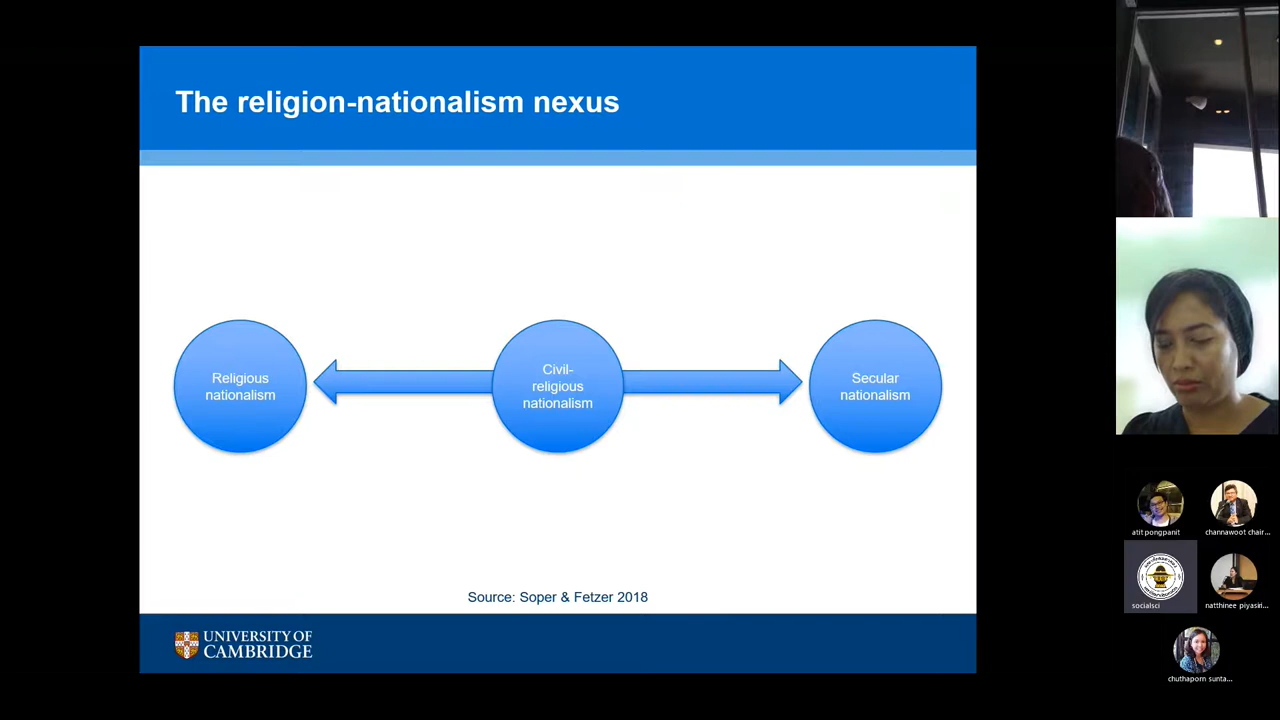 The religion-nationalism nexus
Religious
nationalism
Civil-
religious
nationalism
Secular
nationalism
Source: Soper & Fetzer 2018
UNIVERSITY OF
CAMBRIDGE
atit pongpanit
channawoot chair...
socialsci
natthinee piyasiri...
chuthaporn sunta...